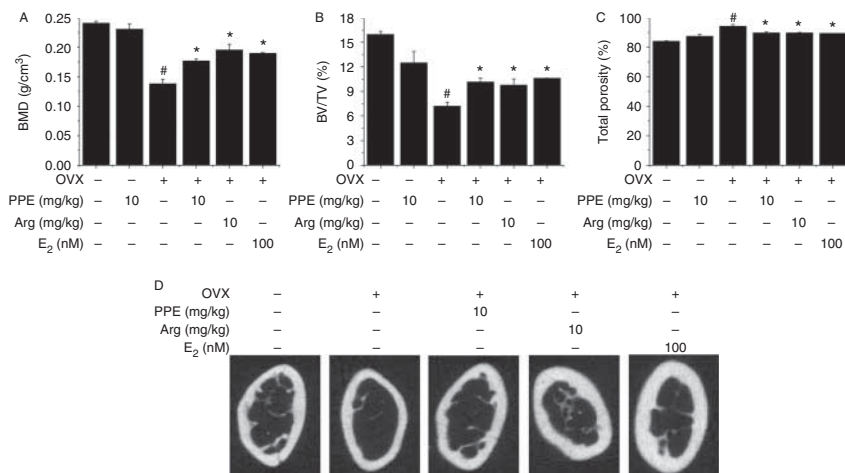 A
BMD (g/cm³)
0.25
0.20
0.15
0.10
0.05
0.00
# * * *
OVX – – + + + +
PPE (mg/kg) – 10 – 10 – –
Arg (mg/kg) – – – – 10 –
E₂ (nM) – – – – – 100
B
BV/TV (%)
18
15
12
9
6
3
0
# * * *
OVX – – + + + +
PPE (mg/kg) – 10 – 10 – –
Arg (mg/kg) – – – – 10 –
E₂ (nM) – – – – – 100
C
Total porosity (%)
100
80
60
40
20
0
# * * *
OVX – – + + + +
PPE (mg/kg) – 10 – 10 – –
Arg (mg/kg) – – – – 10 –
E₂ (nM) – – – – – 100
D
OVX – + + + +
PPE (mg/kg) – – 10 – –
Arg (mg/kg) – – – 10 –
E₂ (nM) – – – – 100